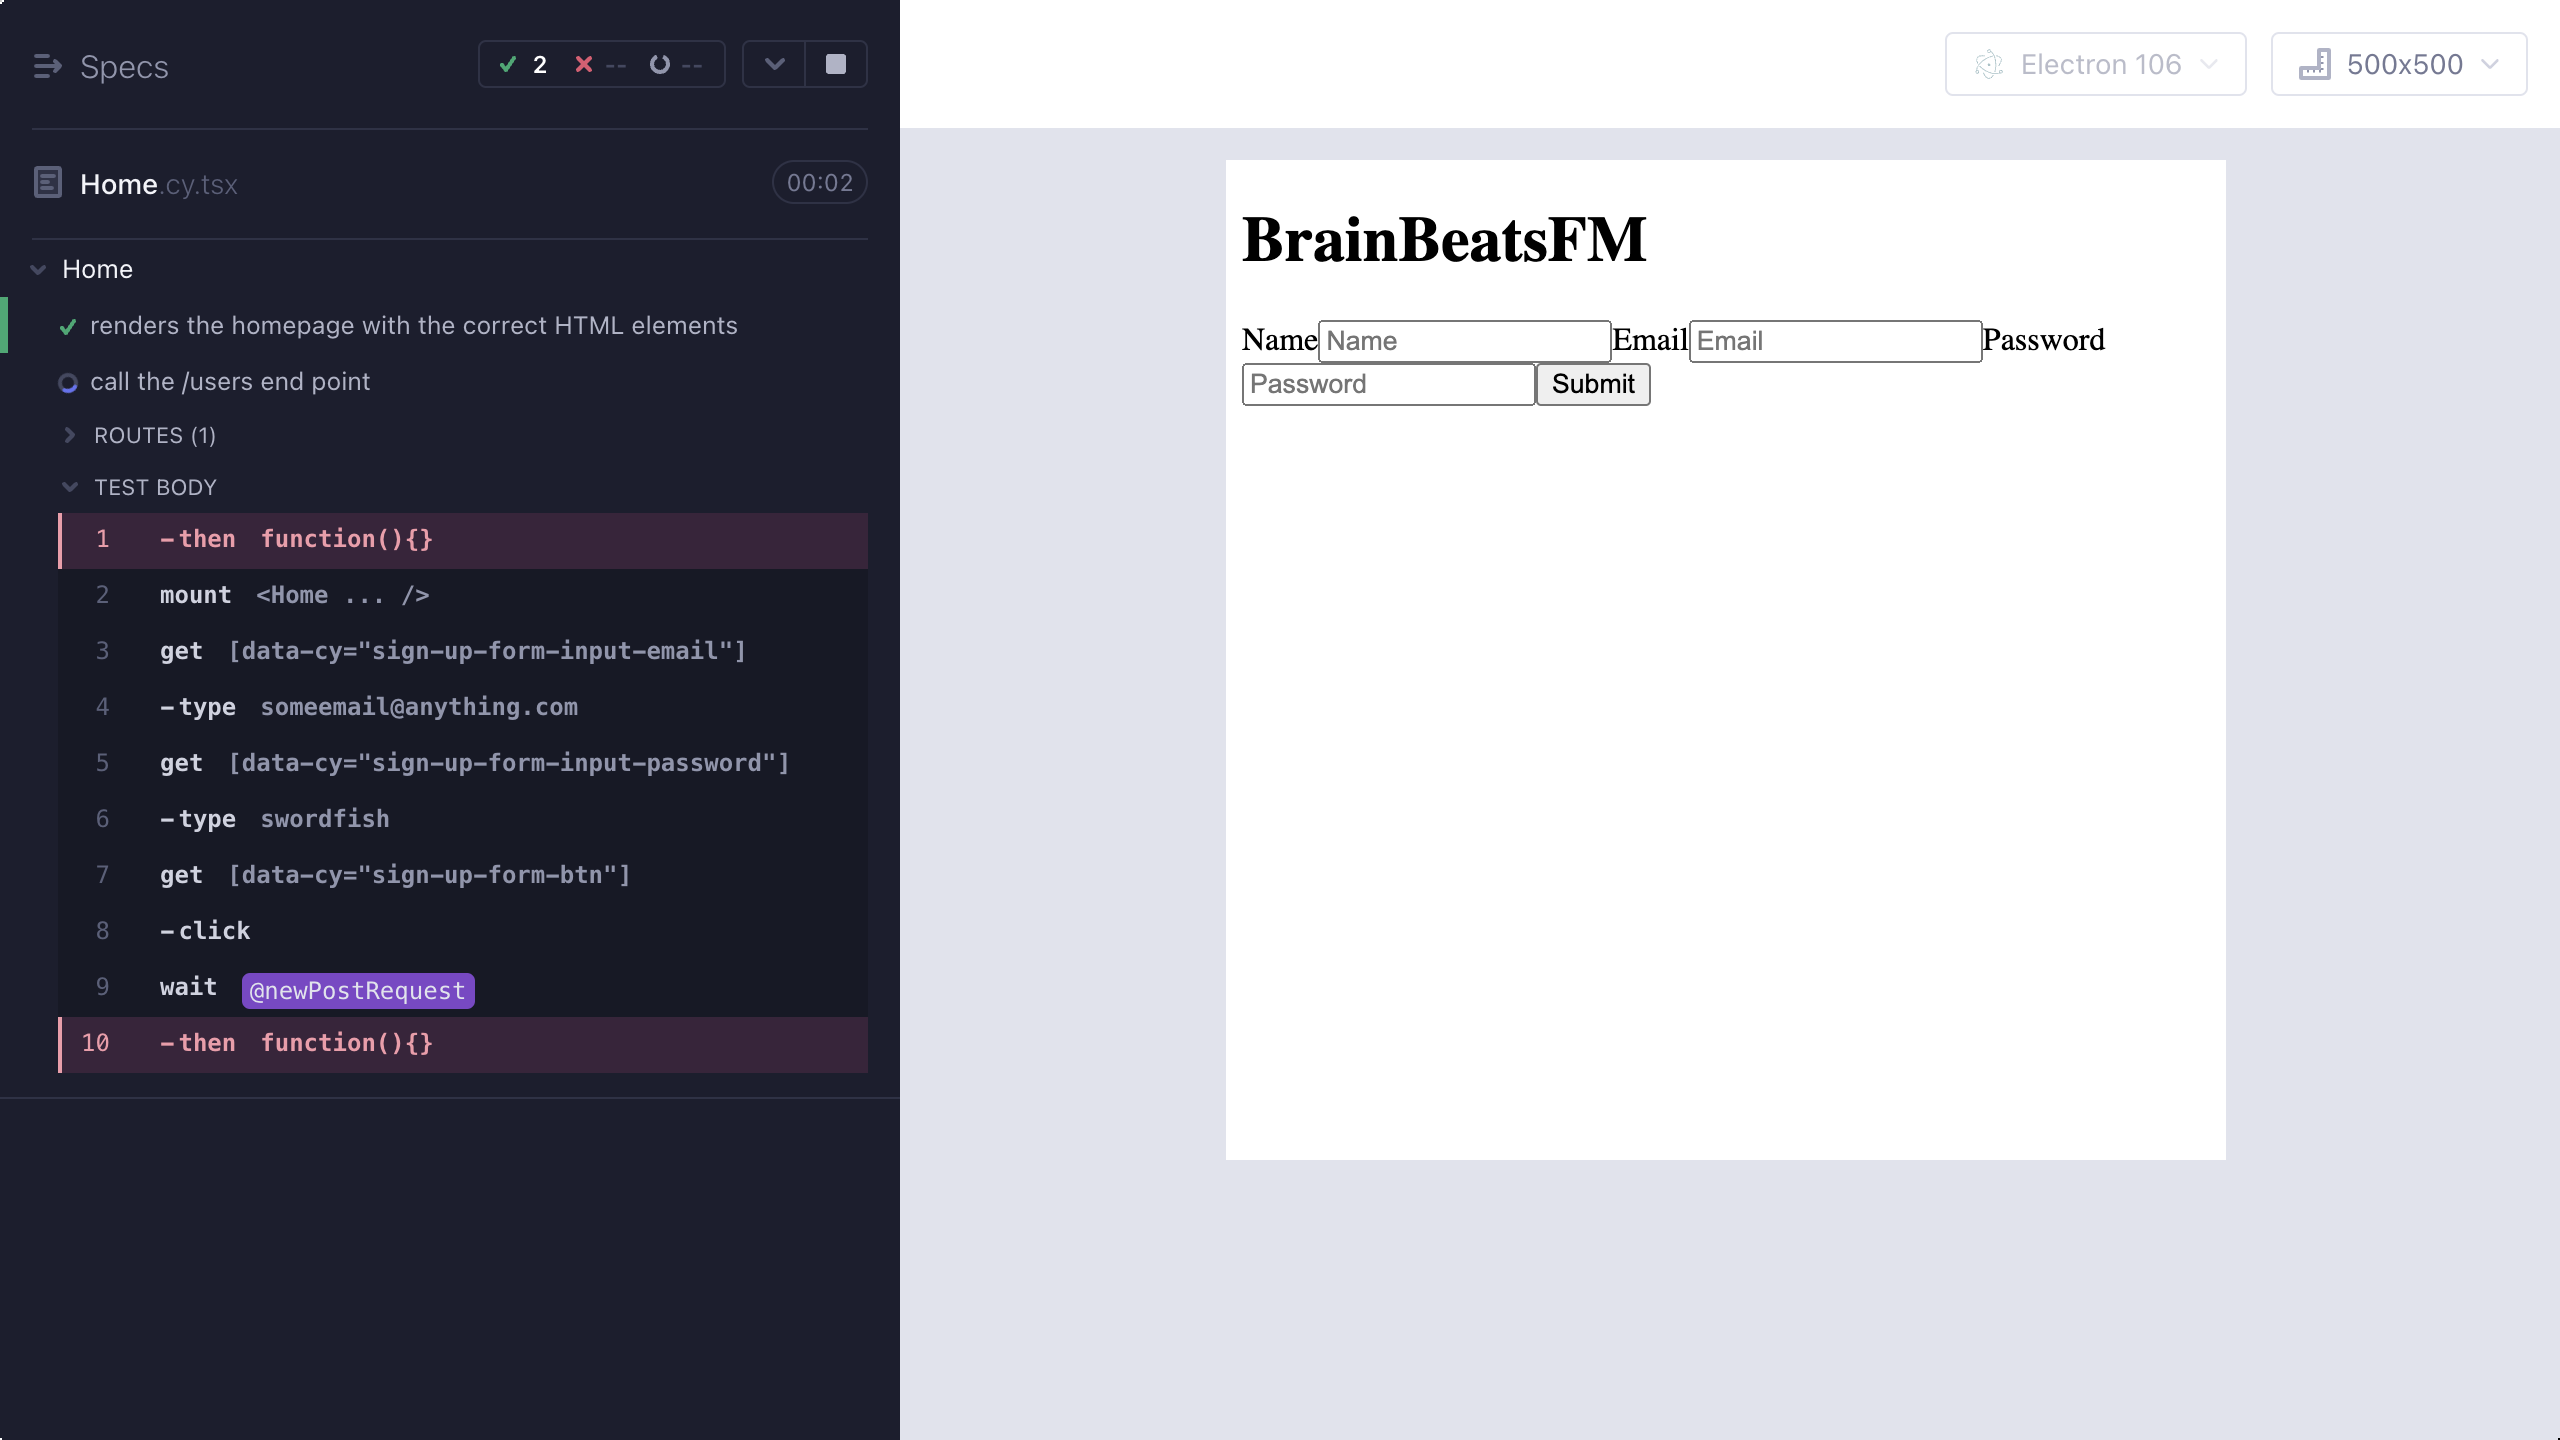 Specs
2 -- --
Home.cy.tsx
00:02
Home
renders the homepage with the correct HTML elements
call the /users end point
ROUTES (1)
TEST BODY
1 -then function(){}
2 mount <Home ... />
3 get [data-cy="sign-up-form-input-email"]
4 -type someemail@anything.com
5 get [data-cy="sign-up-form-input-password"]
6 -type swordfish
7 get [data-cy="sign-up-form-btn"]
8 -click
9 wait @newPostRequest
10 -then function(){}
Electron 106
500x500
BrainBeatsFM
Name Name Email Email Password
Password Submit